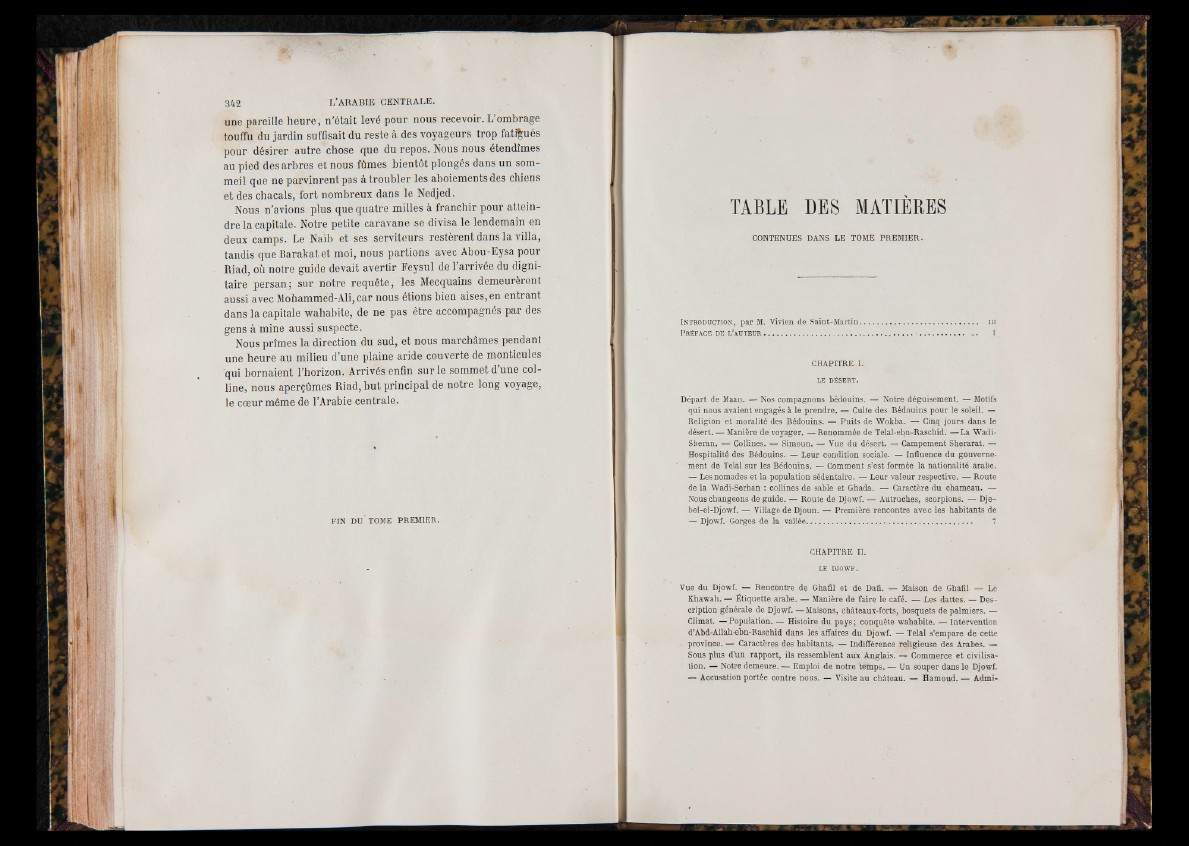 342 L'ARABIE CENTRALE.
une pareille heure, n'était levé pour nous recevoir. L'ombrage
touffu du jardin suffisait du reste à des voyageurs trop fatigués
pour désirer autre chose que du repos. Nous nous étendîmes
au pied des arbres et nous fûmes bientôt plongés dans un som-
meil que ne parvinrent pas à troubler les aboiements des chiens
et des chacals, fort nombreux dans le Nedjed.
Nous n'avions plus que quatre milles à franchir pour attein-
dre la capitale. Notre petite caravane se divisa le lendemain en
deux camps. Le Naïb et ses serviteurs restèrent dans la villa,
tandis que Barakat et moi, nous partions avec Abou-Eysa pour
Riad, où notre guide devait avertir Feysul de l'arrivée du digni-
taire persan; sur notre requête, les Mecquains demeurèrent
aussi avec Mohammed-Ali, car nous étions bien aises, en entrant
dans la capitale wahabite, de ne pas être accompagnés par des
gens à mine aussi suspecte.
Nous prîmes la direction du sud, et nous marchâmes pendant
une heure au milieu d'une plaine aride couverte de monticules
qui bornaient l'horizon. Arrivés enfin sur le sommet d'une col-
line, nous aperçûmes Riad, but principal de notre long voyage,
le cœur même de l'Arabie centrale.
FIN DU TOME PREMIER.
TABLE DES MATIÈRES
CONTENUES DANS LE TOME PREMIER.
INTRODUCTION, par M. Vivien de Saint-Martin............................ III
PRÉFACE DE L'AUTEUR................................................ 1
CHAPITRE I.
LE DÉSERT.
Départ de Maan. — Nos compagnons bédouins. — Notre déguisement. — Motifs
qui nous avaient engagés à le prendre. — Culte des Bédouins pour le soleil. —
Religion et moralité des Bédouins. — Puits de Wokba. — Cinq jours dans le
désert. — Manière de voyager. — Renommée de Telal-ebn-Raschid. — La Wadi-
Sheran. — Collines. — Simoun. — Vue du désert. — Campement Sherarat. —
Hospitalité des Bédouins. — Leur condition sociale. — Influence du gouverne-
ment de Telal sur les Bédouins. — Comment s'est formée la nationalité arabe.
— Les nomades et la population sédentaire. — Leur valeur respective. — Route
de la Wadi-Serhan : collines de sable et Ghada. — Caractère du chameau. —
Nous changeons de guide. — Route de Djowf. — Autruches, scorpions. — Dje-
bel-el-Djowf. — Village de Djoun. — Première rencontre avec les habitants de
— Djowf. Gorges de la vallée....................................... 7
CHAPITRE II.
LE DJOWF.
Vue du Djowf. — Rencontre de Ghafil et de Dafi. — Maison de Ghafil — Le
Khawah. — Étiquette arabe. — Manière de faire le café. — Les dattes. — Des-
cription générale de Djowf. — Maisons, châteaux-forts, bosquets de palmiers. —
Climat. — Population. — Histoire du pays; conquête wahabite. — Intervention
d'Abd-Allah-ebn-Raschid dans les affaires du Djowf. — Telal s'empare de cette
province. — Caractères des habitants. — Indifférence religieuse des Arabes. —
Sous plus d'un rapport, ils ressemblent aux Anglais. — Commerce et civilisa-
tion. — Notre demeure. — Emploi de notre temps. — Un souper dans le Djowf.
— Accusation portée contre nous. — Visite au château. — Hamoud. — Admi-